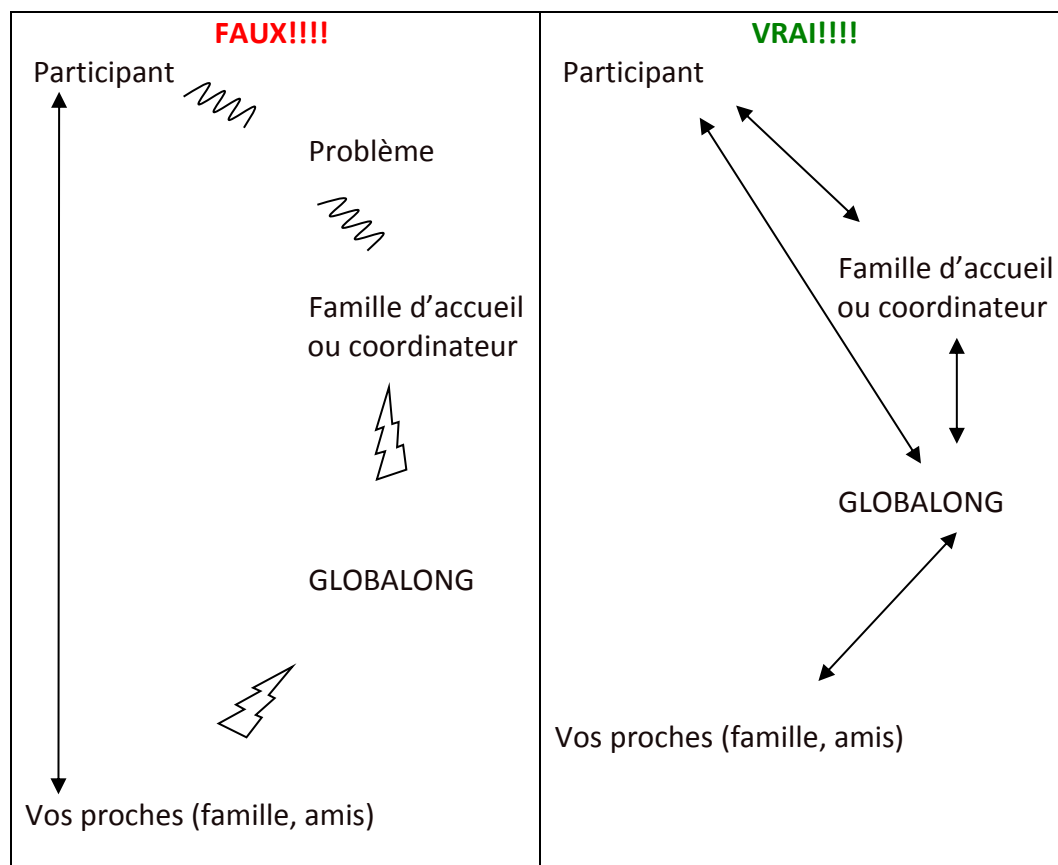 FAUX!!!!
Participant
Problème
Famille d’accueil
ou coordinateur
GLOBALONG
Vos proches (famille, amis)
VRAI!!!!
Participant
Famille d’accueil
ou coordinateur
GLOBALONG
Vos proches (famille, amis)